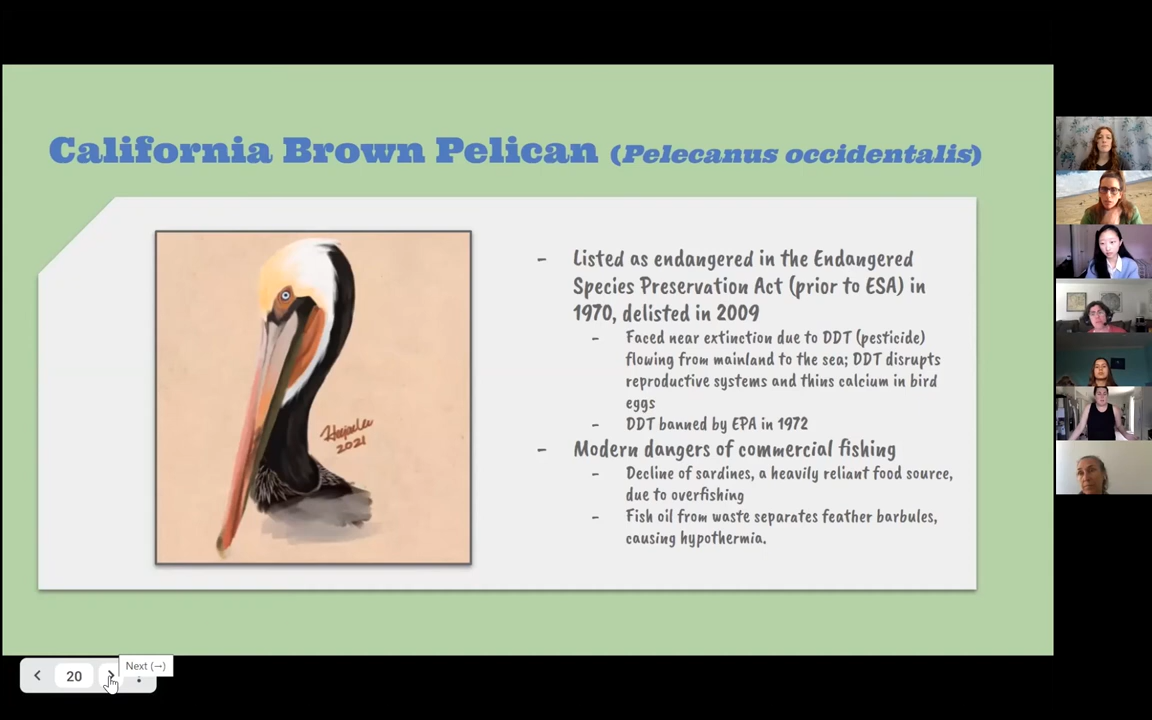 California Brown Pelican (Pelecanus occidentalis)
- Listed as endangered in the Endangered
Species Preservation Act (prior to ESA) in
1970, delisted in 2009
- Faced near extinction due to DDT (pesticide)
flowing from mainland to the sea; DDT disrupts
reproductive systems and thins calcium in bird
eggs
- DDT banned by EPA in 1972
- Modern dangers of commercial fishing
- Decline of sardines, a heavily reliant food source,
due to overfishing
- Fish oil from waste separates feather barbules,
causing hypothermia.
2021
Next (→)
20